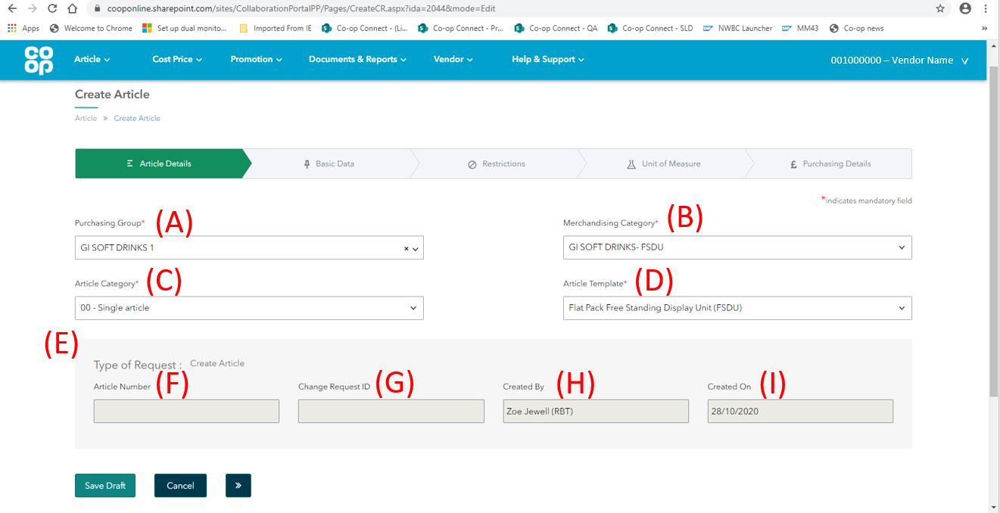 cooponline.sharepoint.com/sites/CollaborationPortalPP/Pages/CreateCR.aspx?ida=2044&mode=Edit
Apps Welcome to Chrome Set up dual monito... Imported From IE Co-op Connect - (Li... Co-op Connect - Pr... Co-op Connect - QA Co-op Connect - SLD NWBC Launcher MM43 Co-op news »
CO OP Article Cost Price Promotion Documents & Reports Vendor Help & Support 001000000 – Vendor Name
Create Article
Article » Create Article
Article Details Basic Data Restrictions Unit of Measure £ Purchasing Details
*indicates mandatory field
Purchasing Group* (A) Merchandising Category* (B)
GI SOFT DRINKS 1 × GI SOFT DRINKS- FSDU
Article Category* (C) Article Template* (D)
00 - Single article Flat Pack Free Standing Display Unit (FSDU)
(E)
Type of Request : Create Article
Article Number (F) Change Request ID (G) Created By (H) Created On (I)
Zoe Jewell (RBT) 28/10/2020
Save Draft Cancel »